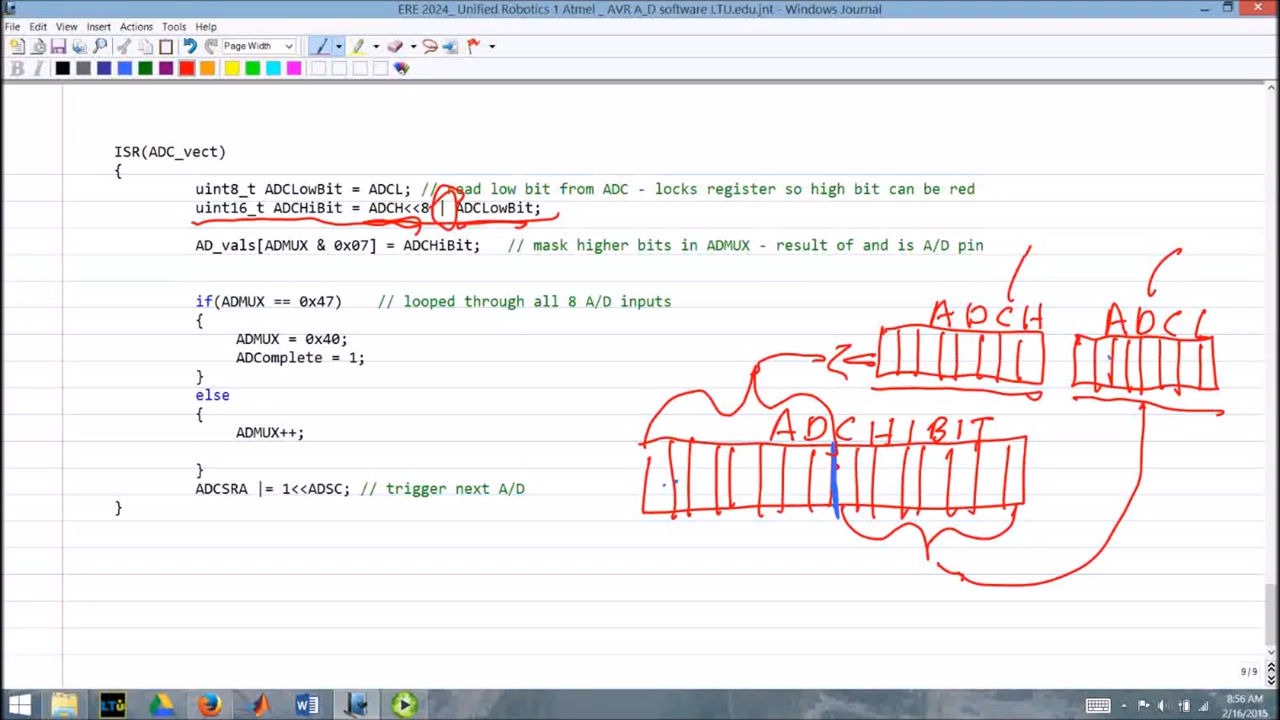 ERE 2024_ Unified Robotics 1 Atmel _ AVR A_D software LTU.edu.jnt - Windows Journal
File Edit View Insert Actions Tools Help
Page Width
B I
ISR(ADC_vect)
{
uint8_t ADCLowBit = ADCL; // read low bit from ADC - locks register so high bit can be red
uint16_t ADCHiBit = ADCH<<8 | ADCLowBit;
AD_vals[ADMUX & 0x07] = ADCHiBit; // mask higher bits in ADMUX - result of and is A/D pin
if(ADMUX == 0x47) // looped through all 8 A/D inputs
{
ADMUX = 0x40;
ADComplete = 1;
}
else
{
ADMUX++;
}
ADCSRA |= 1<<ADSC; // trigger next A/D
}
ADCH
ADCL
ADCHIBIT
9/9
LTU
8:56 AM
2/16/2015